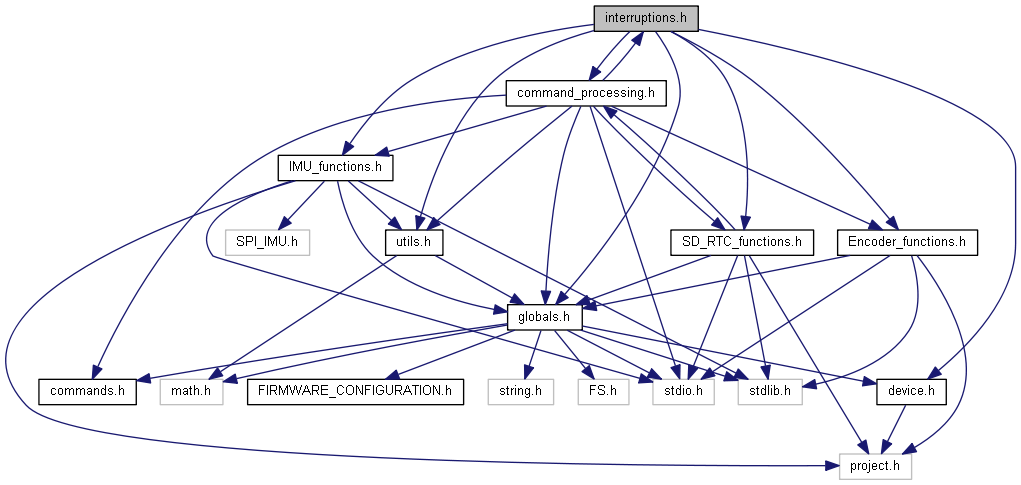 interruptions.h
command_processing.h
IMU_functions.h
SPI_IMU.h
utils.h
SD_RTC_functions.h
Encoder_functions.h
globals.h
commands.h
math.h
FIRMWARE_CONFIGURATION.h
string.h
FS.h
stdio.h
stdlib.h
device.h
project.h